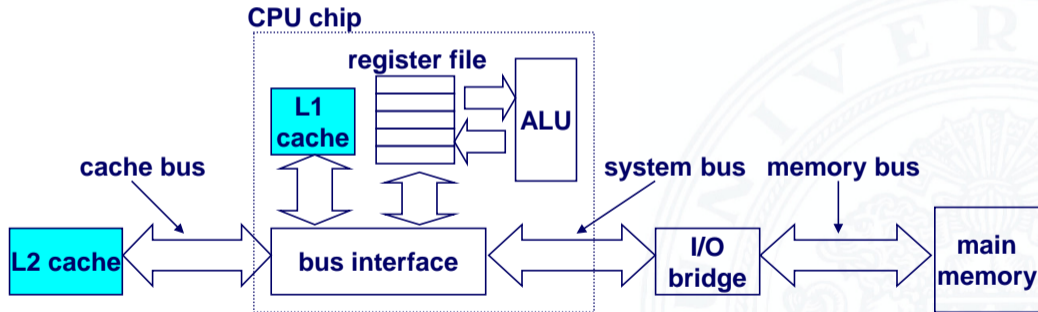 CPU chip
register file
L1
cache
ALU
cache bus
system bus
memory bus
L2 cache
bus interface
I/O
bridge
main
memory
UNIVER